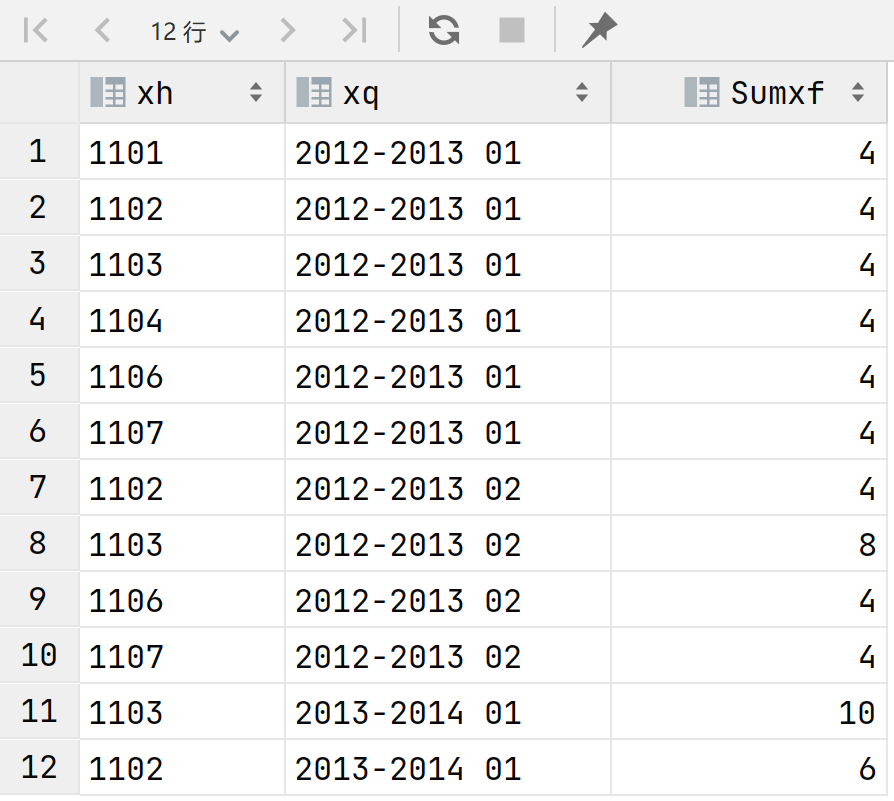 12 行
xh xq Sumxf
1 1101 2012-2013 01 4
2 1102 2012-2013 01 4
3 1103 2012-2013 01 4
4 1104 2012-2013 01 4
5 1106 2012-2013 01 4
6 1107 2012-2013 01 4
7 1102 2012-2013 02 4
8 1103 2012-2013 02 8
9 1106 2012-2013 02 4
10 1107 2012-2013 02 4
11 1103 2013-2014 01 10
12 1102 2013-2014 01 6